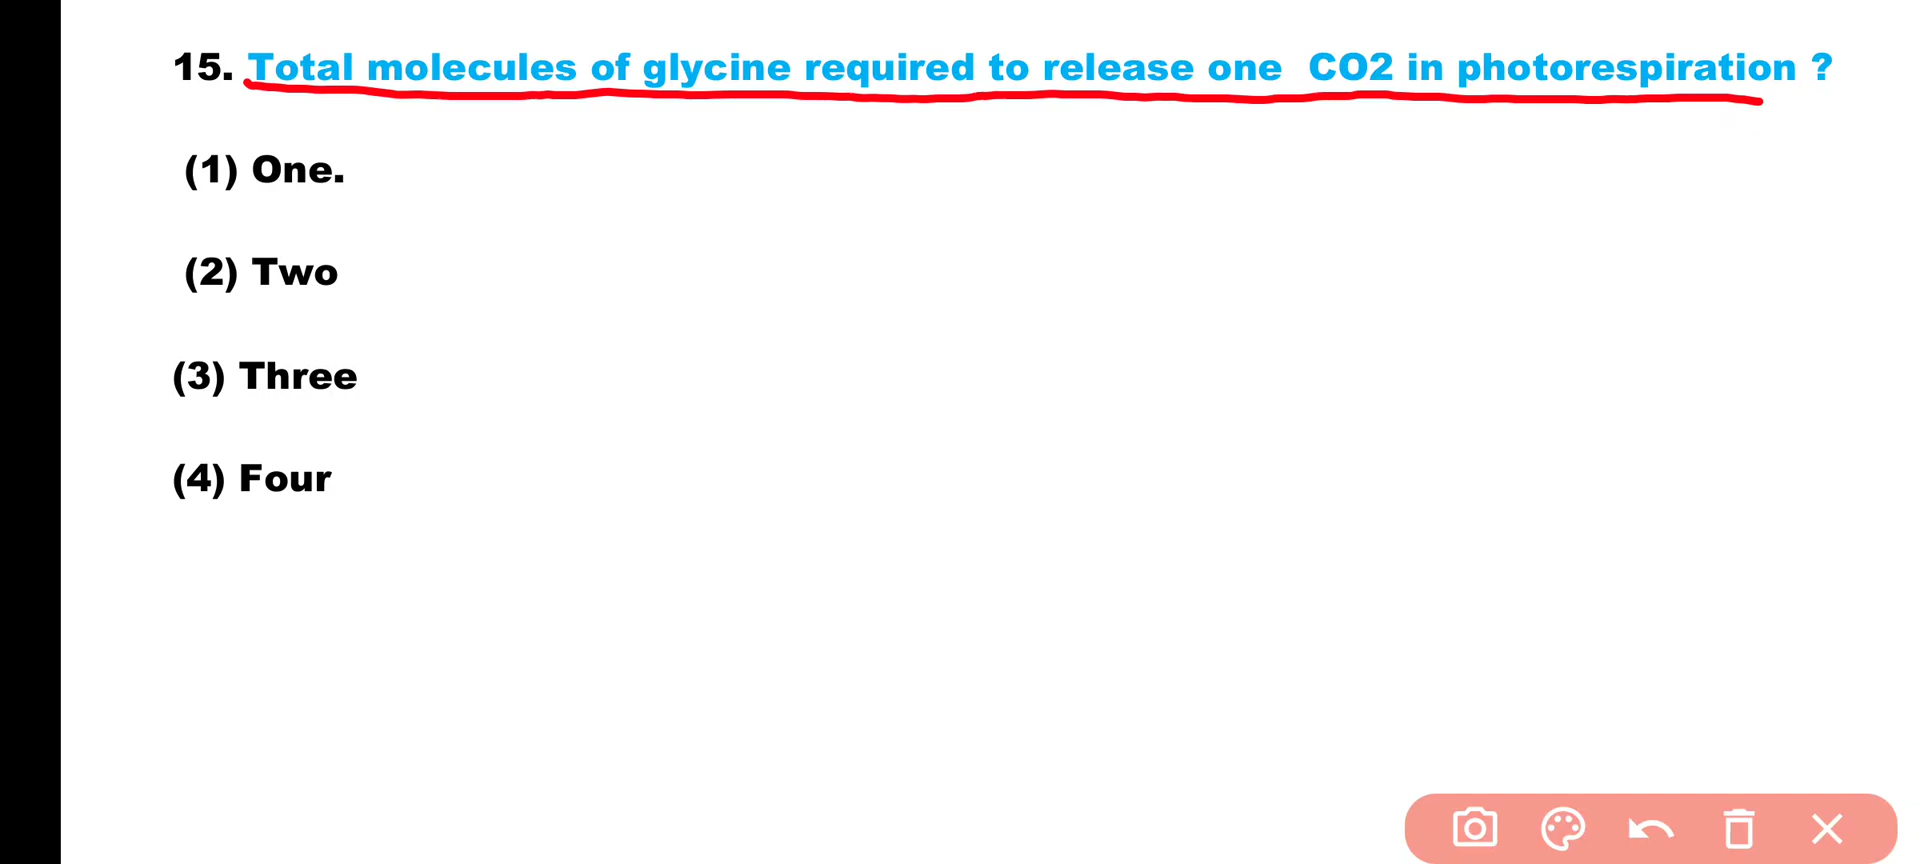 15. Total molecules of glycine required to release one CO2 in photorespiration ?
(1) One.
(2) Two
(3) Three
(4) Four